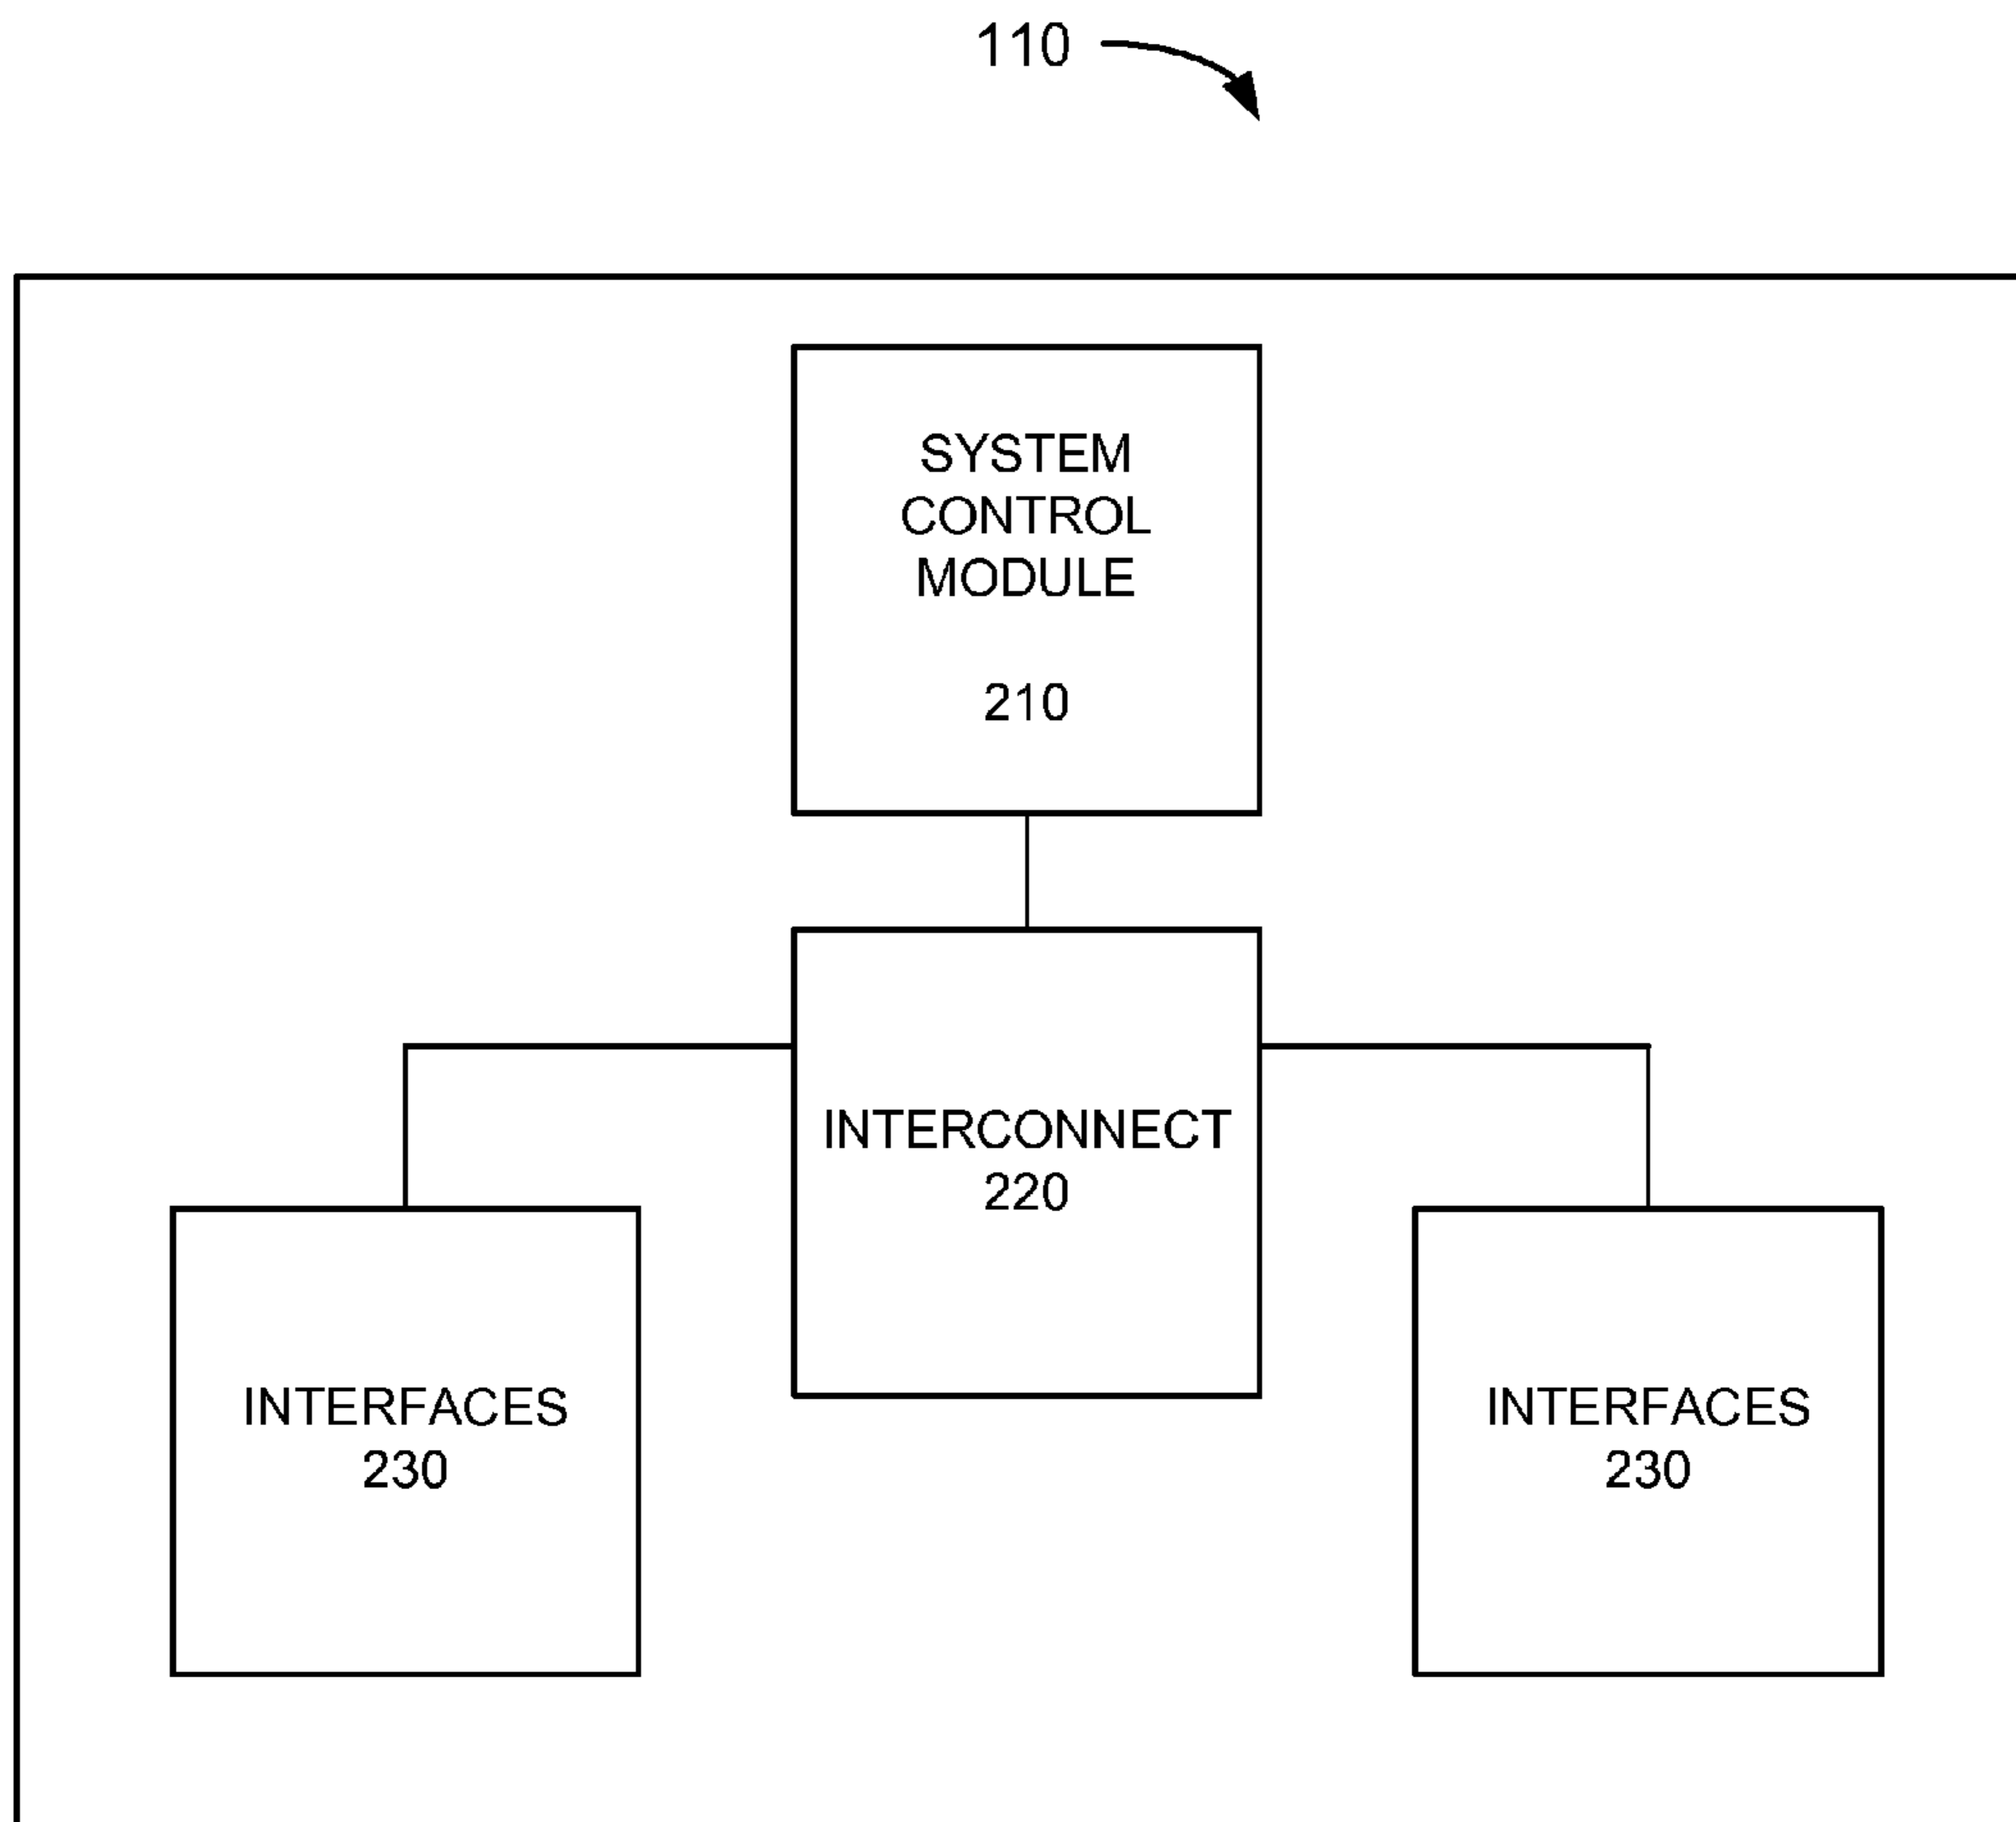 110
SYSTEM
CONTROL
MODULE
210
INTERCONNECT
220
INTERFACES
230
INTERFACES
230